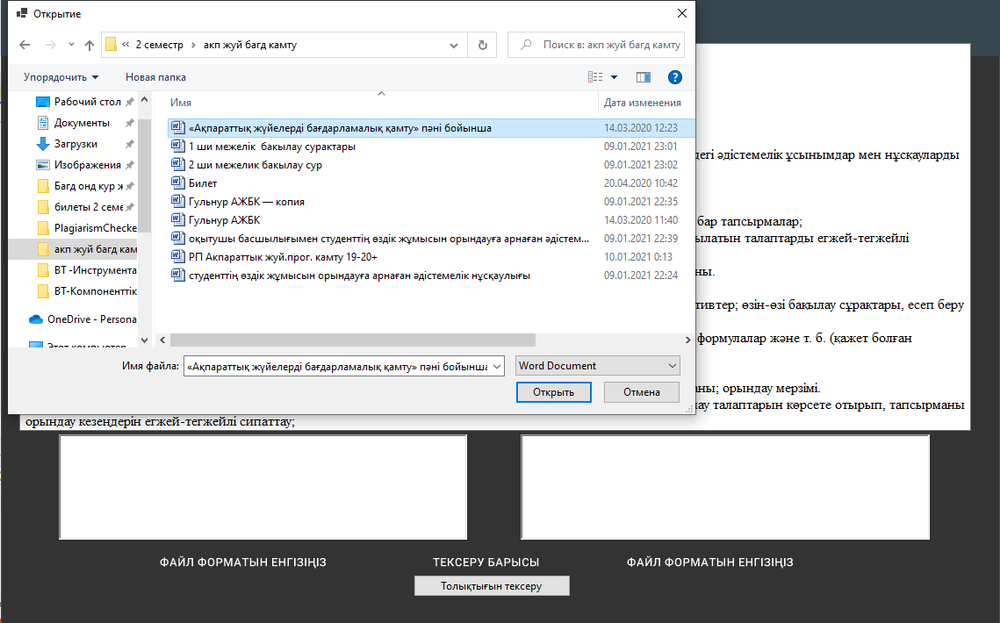 Открытие
« 2 семестр › акп жуй багд камту
Поиск в: акп жуй багд камту
Упорядочить
Новая папка
Рабочий стол
Документы
Загрузки
Изображения
Багд онд кур ж
билеты 2 семе
PlagiarismChecke
акп жуй багд кам
ВТ -Инструмента
ВТ-Компоненттік
OneDrive - Persona
Этот компьютер
Имя
Дата изменения
«Ақпараттық жүйелерді бағдарламалық қамту» пәні бойынша 14.03.2020 12:23
1 ши межелік бакылау сурактары 09.01.2021 23:01
2 ши межелик бакылау сур 09.01.2021 23:02
Билет 20.04.2020 10:42
Гульнур АЖБК — копия 09.01.2021 22:35
Гульнур АЖБК 14.03.2020 11:40
оқытушы басшылығымен студенттің өздік жұмысын орындауға арнаған әдістем... 09.01.2021 22:39
РП Акпараттык жуй.прог. камту 19-20+ 10.01.2021 0:13
студенттің өздік жұмысын орындауға арнаған әдістемелік нұсқаулығы 09.01.2021 22:24
Имя файла:
«Ақпараттық жүйелерді бағдарламалық қамту» пәні бойынша
Word Document
Открыть
Отмена
дегі әдістемелік ұсынымдар мен нұсқауларды
бар тапсырмалар;
ылатын талаптарды егжей-тегжейлі
ны.
тивтер; өзін-өзі бақылау сұрақтары, есеп беру
формулалар және т. б. (қажет болған
аны; орындау мерзімі.
ау талаптарын көрсете отырып, тапсырманы
орындау кезеңдерін егжей-тегжейлі сипаттау;
ФАЙЛ ФОРМАТЫН ЕНГІЗІҢІЗ
ТЕКСЕРУ БАРЫСЫ
ФАЙЛ ФОРМАТЫН ЕНГІЗІҢІЗ
Толықтығын тексеру